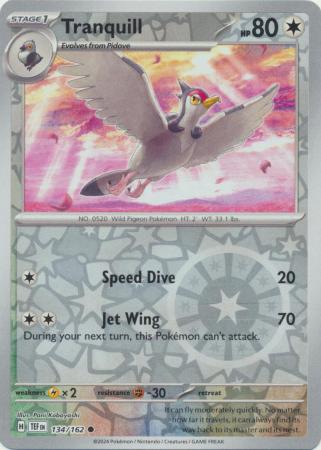 STAGE 1
Tranquill
HP 80
Evolves from Pidove
NO. 0520 Wild Pigeon Pokémon HT. 2' WT. 33.1 lbs.
Speed Dive 20
Jet Wing 70
During your next turn, this Pokémon can't attack.
weakness ×2 resistance -30 retreat
Illus. Pani Kobayashi
H TEF EN 134/162
It can fly moderately quickly. No matter
how far it travels, it can always find its
way back to its master and its nest.
©2024 Pokémon / Nintendo / Creatures / GAME FREAK